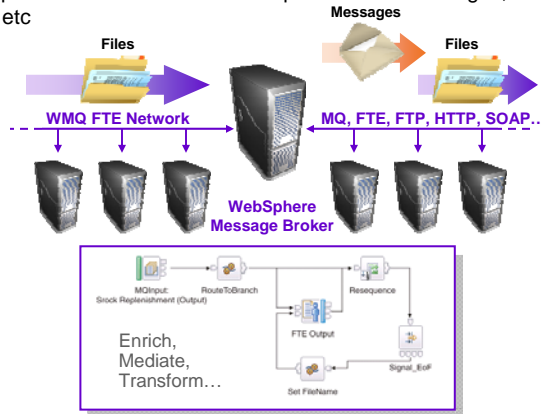 etc
Messages
Files
Files
WMQ FTE Network
MQ, FTE, FTP, HTTP, SOAP..
WebSphere
Message Broker
MQInput:
Srock Replenishment (Output)
RouteToBranch
Resequence
FTE Output
Signal_EoF
Set FileName
Enrich,
Mediate,
Transform…